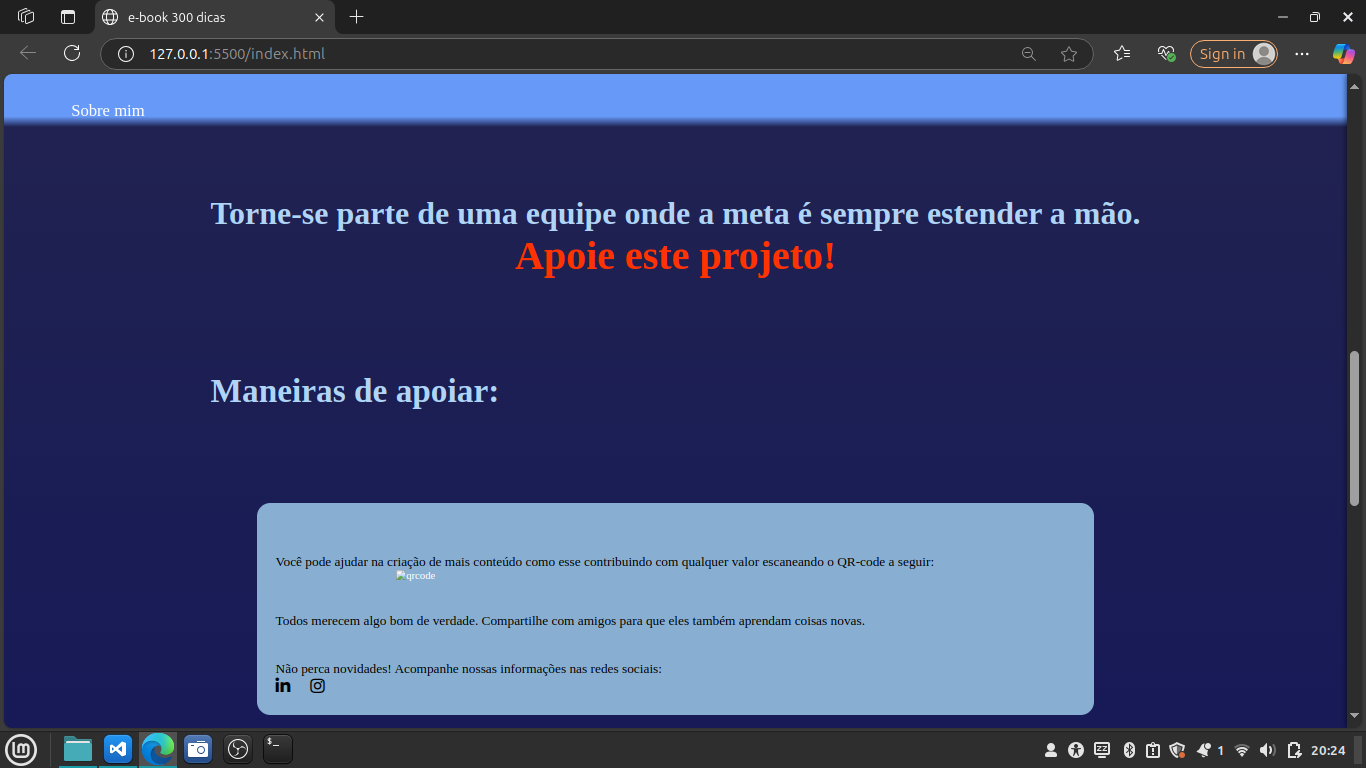 e-book 300 dicas
127.0.0.1:5500/index.html
Sign in
Sobre mim
Torne-se parte de uma equipe onde a meta é sempre estender a mão.
Apoie este projeto!
Maneiras de apoiar:
Você pode ajudar na criação de mais conteúdo como esse contribuindo com qualquer valor escaneando o QR-code a seguir:
qrcode
Todos merecem algo bom de verdade. Compartilhe com amigos para que eles também aprendam coisas novas.
Não perca novidades! Acompanhe nossas informações nas redes sociais:
in
$_
zz
1
20:24